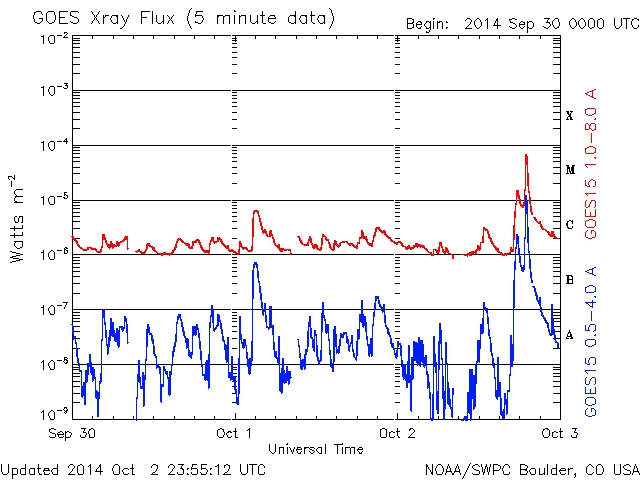 GOES Xray Flux (5 minute data)
Begin: 2014 Sep 30 0000 UTC
10-2
10-3
10-4
10-5
10-6
10-7
10-8
10-9
Watts m-2
X
M
C
B
A
GOES15 1.0-8.0 A
GOES15 0.5-4.0 A
Sep 30
Oct 1
Oct 2
Oct 3
Universal Time
Updated 2014 Oct 2 23:55:12 UTC
NOAA/SWPC Boulder, CO USA